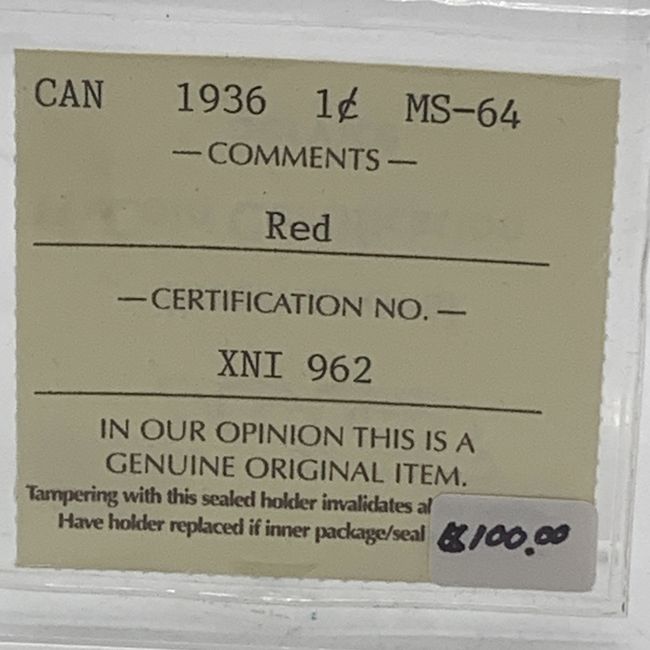 CAN 1936 1¢ MS-64
— COMMENTS —
Red
— CERTIFICATION NO. —
XNI 962
IN OUR OPINION THIS IS A
GENUINE ORIGINAL ITEM.
Tampering with this sealed holder invalidates
Have holder replaced if inner package/seal
100.00